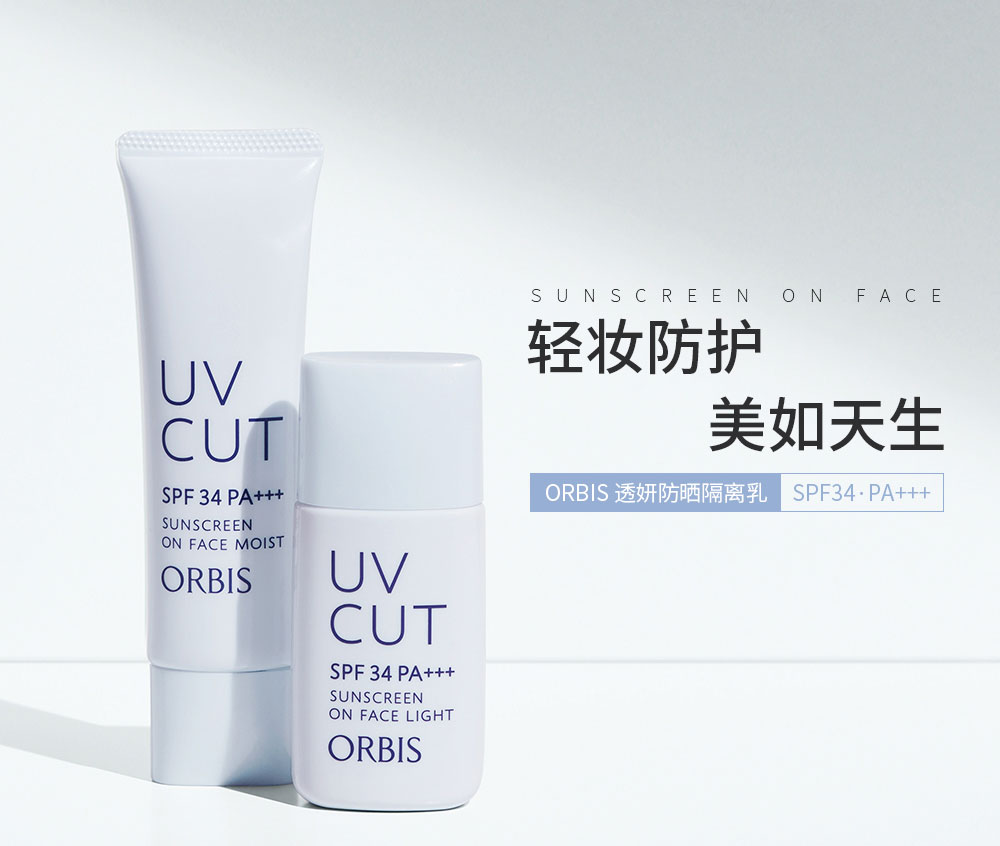 UV
CUT
SPF 34 PA+++
SUNSCREEN
ON FACE MOIST
ORBIS
UV
CUT
SPF 34 PA+++
SUNSCREEN
ON FACE LIGHT
ORBIS
SUNSCREEN ON FACE
轻妆防护
美如天生
ORBIS 透妍防晒隔离乳 SPF34·PA+++